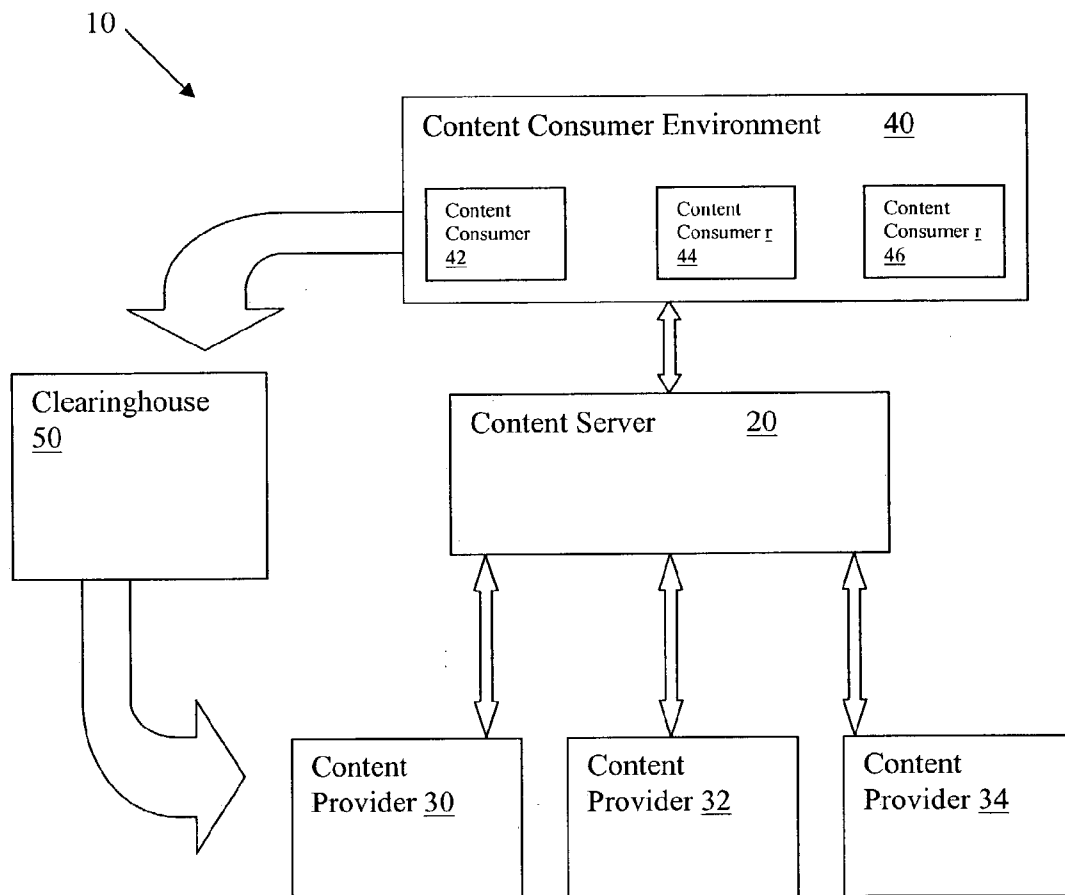 10
Content Consumer Environment 40
Content
Consumer
42
Content
Consumer r
44
Content
Consumer r
46
Clearinghouse
50
Content Server 20
Content
Provider 30
Content
Provider 32
Content
Provider 34